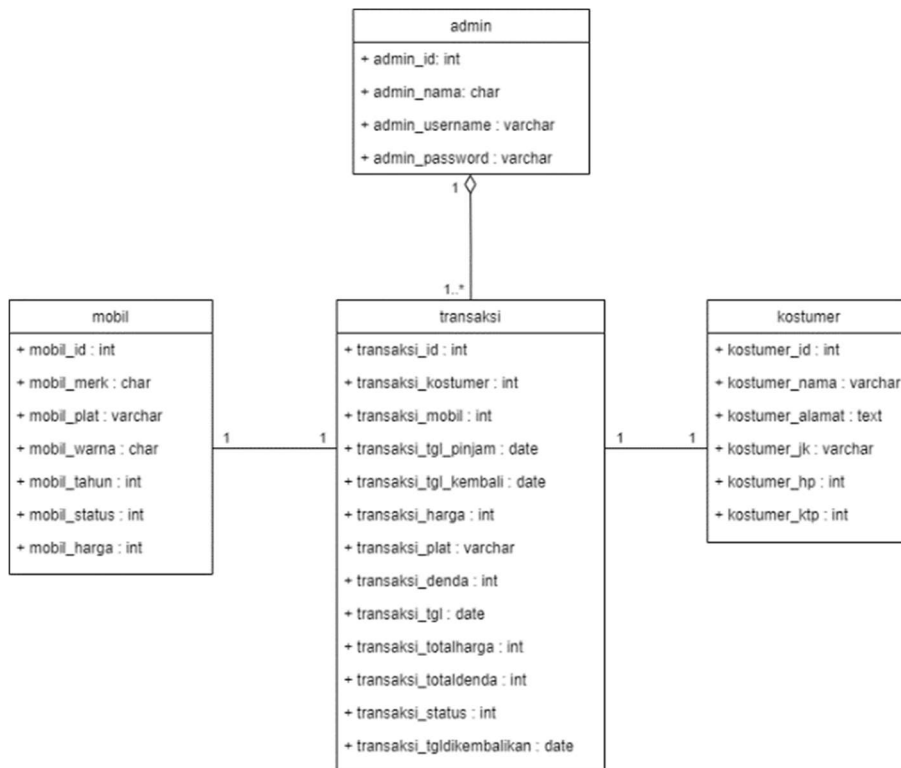 admin
+ admin_id: int
+ admin_nama: char
+ admin_username : varchar
+ admin_password : varchar
1
1..*
mobil
+ mobil_id : int
+ mobil_merk : char
+ mobil_plat : varchar
+ mobil_warna : char
+ mobil_tahun : int
+ mobil_status : int
+ mobil_harga : int
1
1
transaksi
+ transaksi_id : int
+ transaksi_kostumer : int
+ transaksi_mobil : int
+ transaksi_tgl_pinjam : date
+ transaksi_tgl_kembali : date
+ transaksi_harga : int
+ transaksi_plat : varchar
+ transaksi_denda : int
+ transaksi_tgl : date
+ transaksi_totalharga : int
+ transaksi_totaldenda : int
+ transaksi_status : int
+ transaksi_tgldikembalikan : date
1
1
kostumer
+ kostumer_id : int
+ kostumer_nama : varchar
+ kostumer_alamat : text
+ kostumer_jk : varchar
+ kostumer_hp : int
+ kostumer_ktp : int